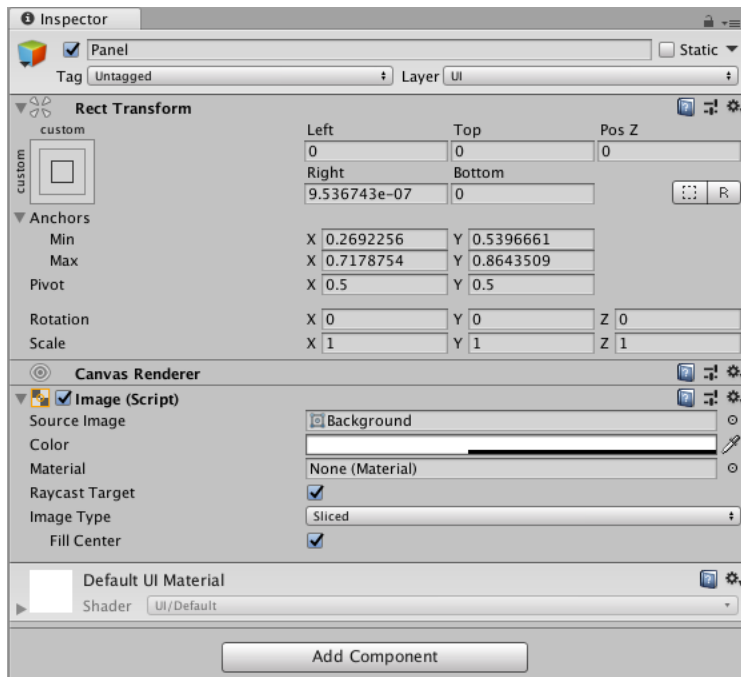 Inspector
Panel Static
Tag Untagged Layer UI
Rect Transform
custom Left Top Pos Z
custom
0 0 0
Right Bottom
9.536743e-07 0 R
Anchors
Min X 0.2692256 Y 0.5396661
Max X 0.7178754 Y 0.8643509
Pivot X 0.5 Y 0.5
Rotation X 0 Y 0 Z 0
Scale X 1 Y 1 Z 1
Canvas Renderer
Image (Script)
Source Image Background
Color
Material None (Material)
Raycast Target
Image Type Sliced
Fill Center
Default UI Material
Shader UI/Default
Add Component